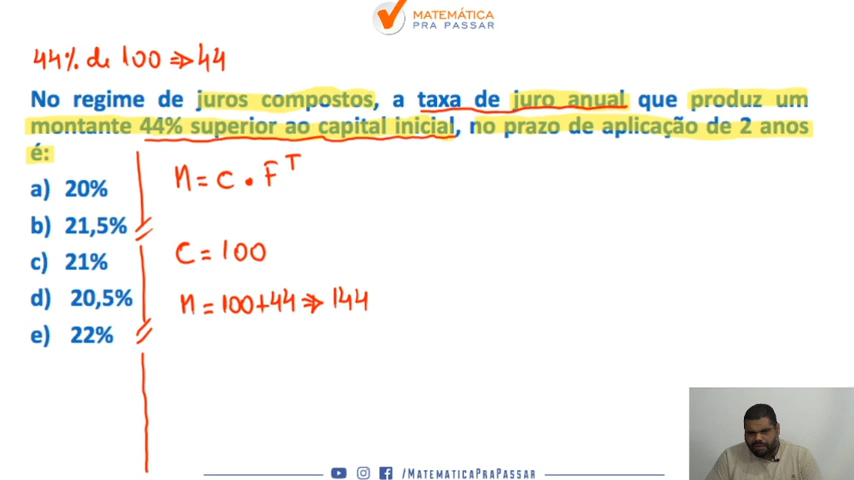 MATEMÁTICA
PRA PASSAR
44% de 100 ⇒ 44
No regime de juros compostos, a taxa de juro anual que produz um
montante 44% superior ao capital inicial, no prazo de aplicação de 2 anos
é:
a) 20%
b) 21,5%
c) 21%
d) 20,5%
e) 22%
M = C • F^T
C = 100
M = 100+44 ⇒ 144
/MATEMATICAPRAPASSAR